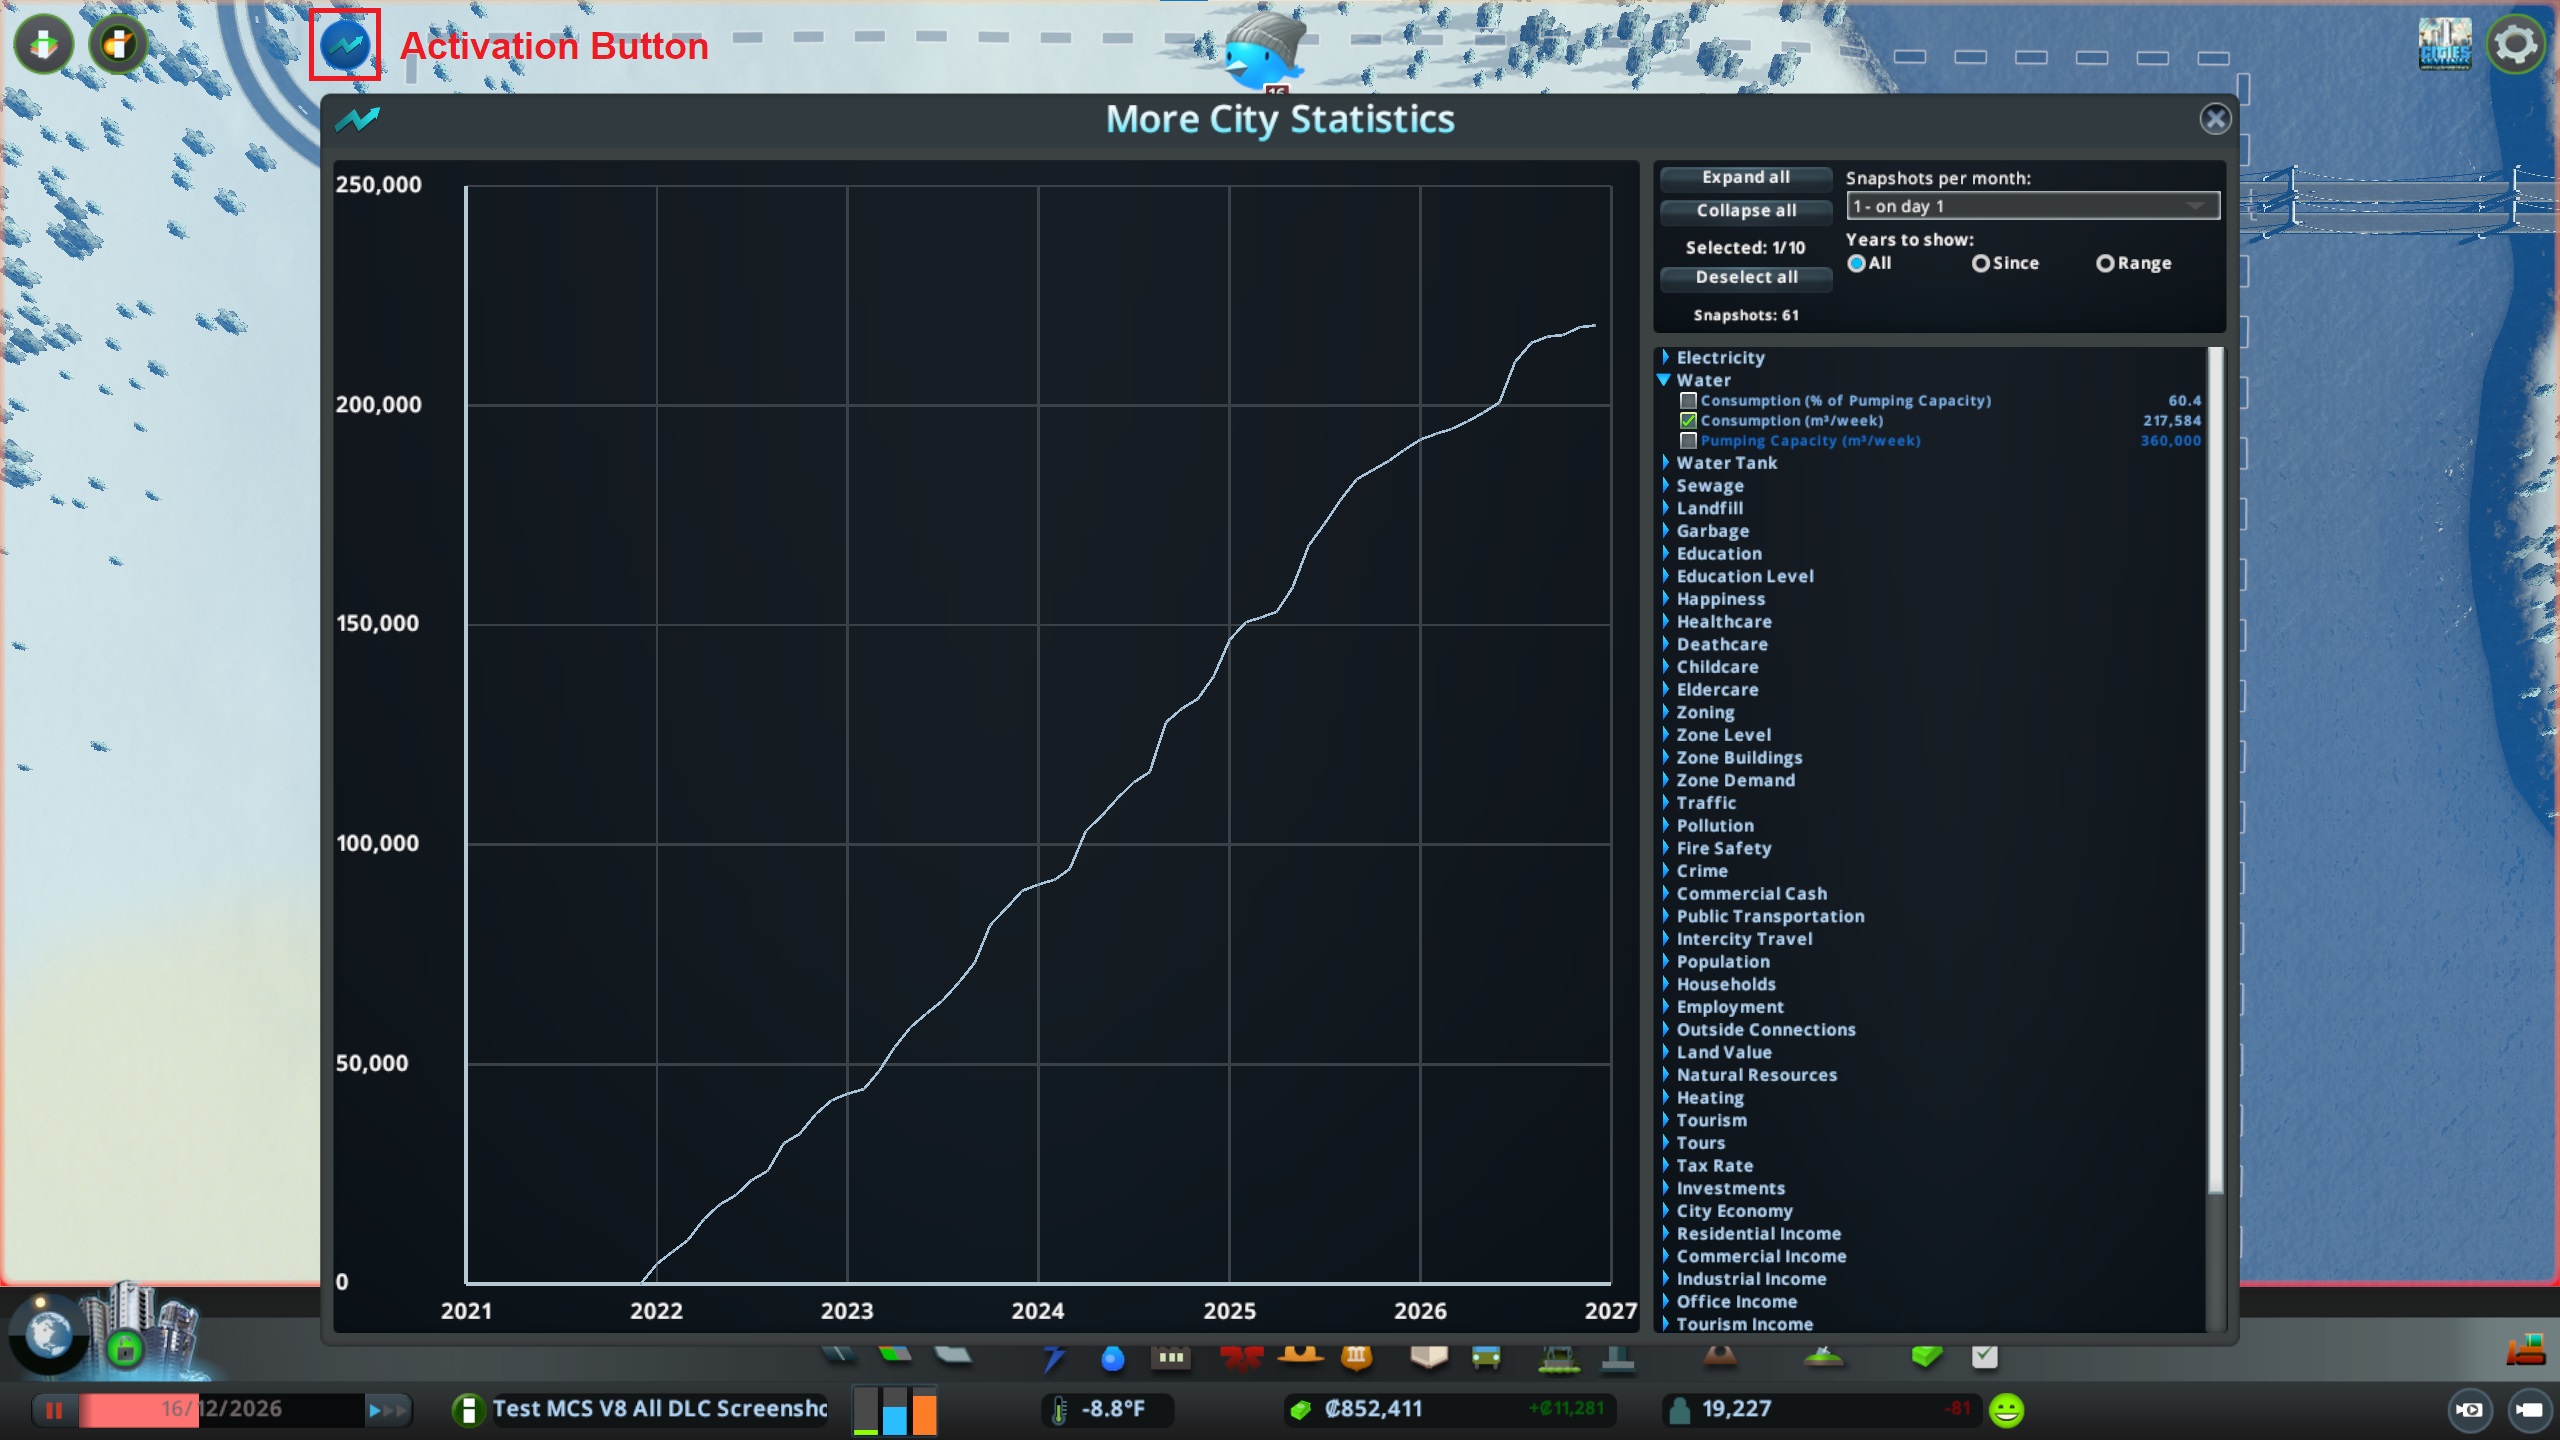 Activation Button
CITIES
16
More City Statistics
250,000
200,000
150,000
100,000
50,000
0
2021 2022 2023 2024 2025 2026 2027
Expand all
Collapse all
Selected: 1/10
Deselect all
Snapshots: 61
Snapshots per month:
1 - on day 1
Years to show:
All Since Range
Electricity
Water
Consumption (% of Pumping Capacity) 60.4
Consumption (m³/week) 217,584
Pumping Capacity (m³/week) 360,000
Water Tank
Sewage
Landfill
Garbage
Education
Education Level
Happiness
Healthcare
Deathcare
Childcare
Eldercare
Zoning
Zone Level
Zone Buildings
Zone Demand
Traffic
Pollution
Fire Safety
Crime
Commercial Cash
Public Transportation
Intercity Travel
Population
Households
Employment
Outside Connections
Land Value
Natural Resources
Heating
Tourism
Tours
Tax Rate
Investments
City Economy
Residential Income
Commercial Income
Industrial Income
Office Income
Tourism Income
16/12/2026
Test MCS V8 All DLC Screensho
-8.8°F
₡852,411
+₡11,281
19,227
-81